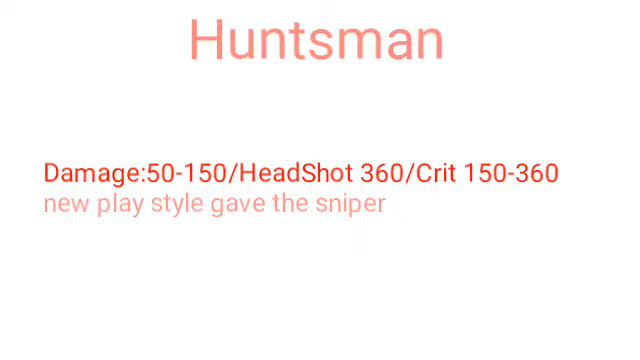 Huntsman
Damage:50-150/HeadShot 360/Crit 150-360
new play style gave the sniper